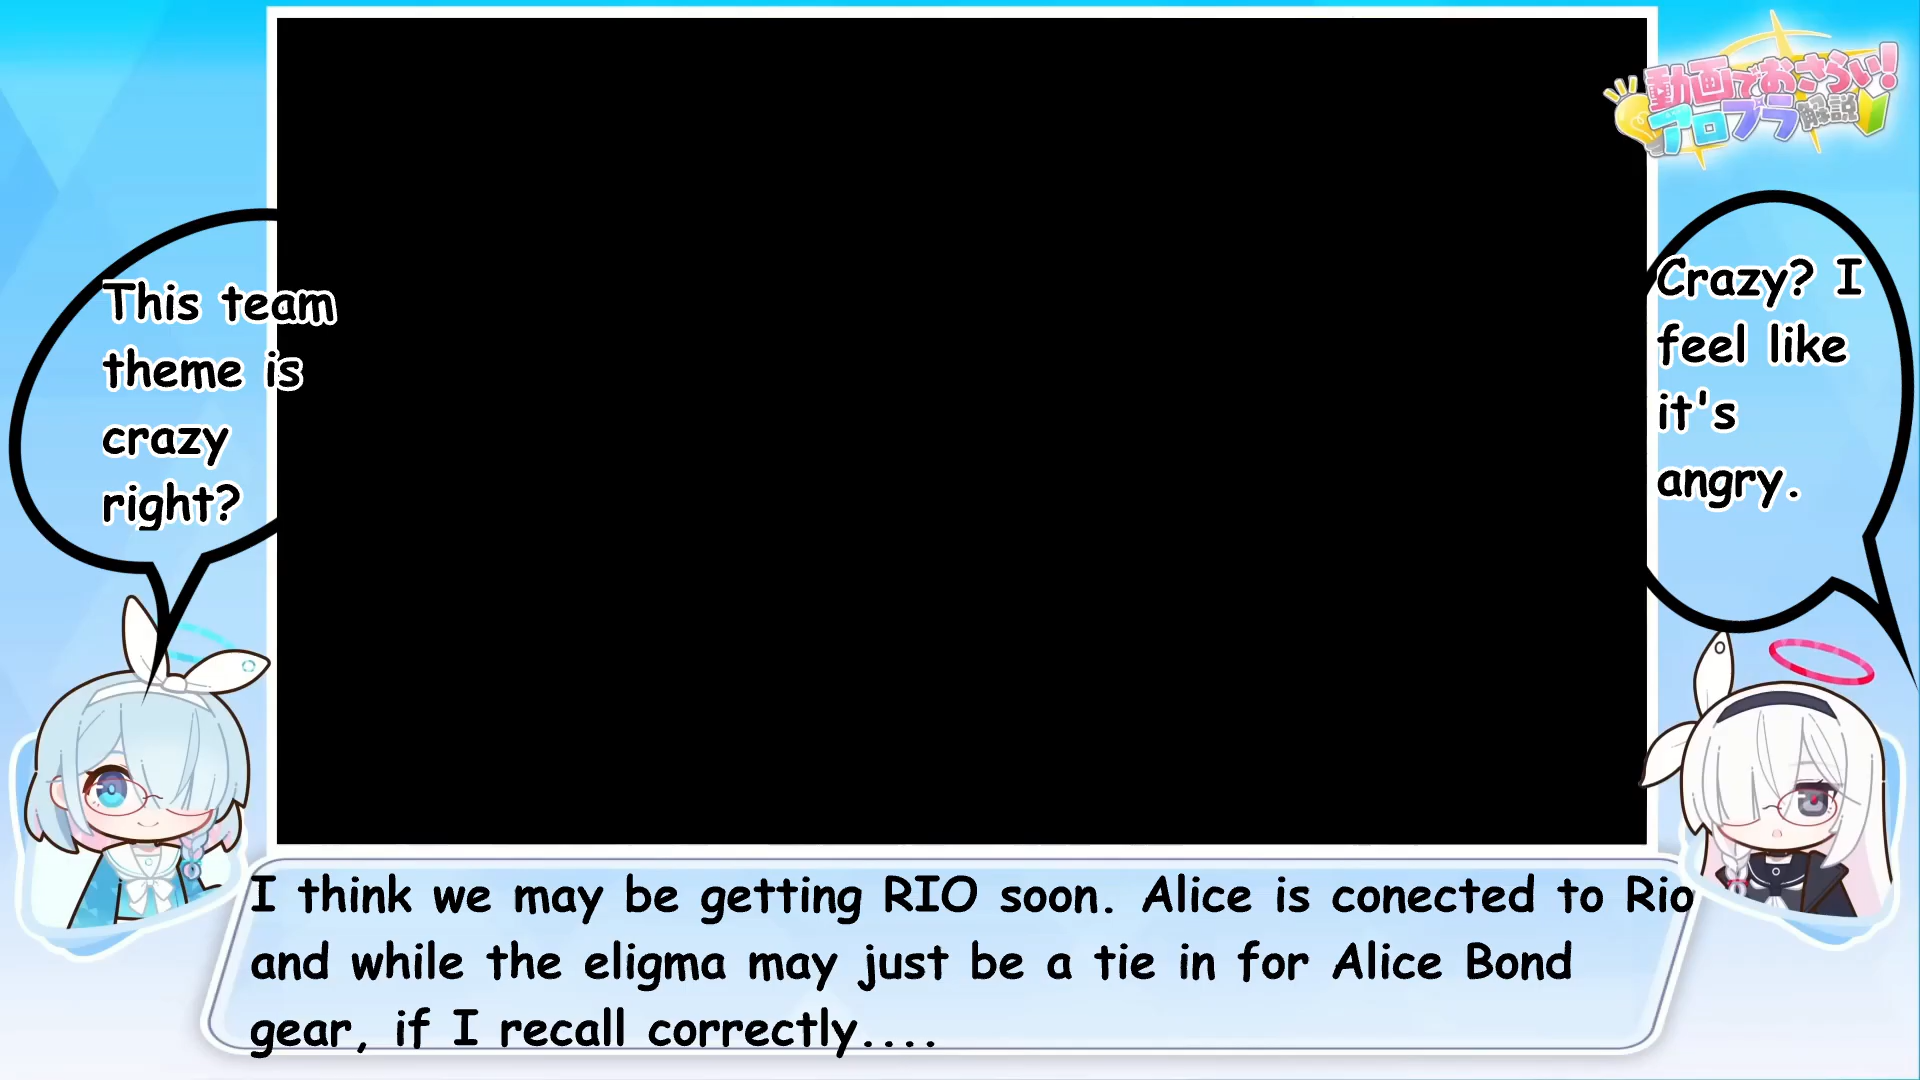 動画でおさらい!
アロプラ解説
This team
theme is
crazy
right?
Crazy? I
feel like
it's
angry.
I think we may be getting RIO soon. Alice is conected to Rio
and while the eligma may just be a tie in for Alice Bond
gear, if I recall correctly....